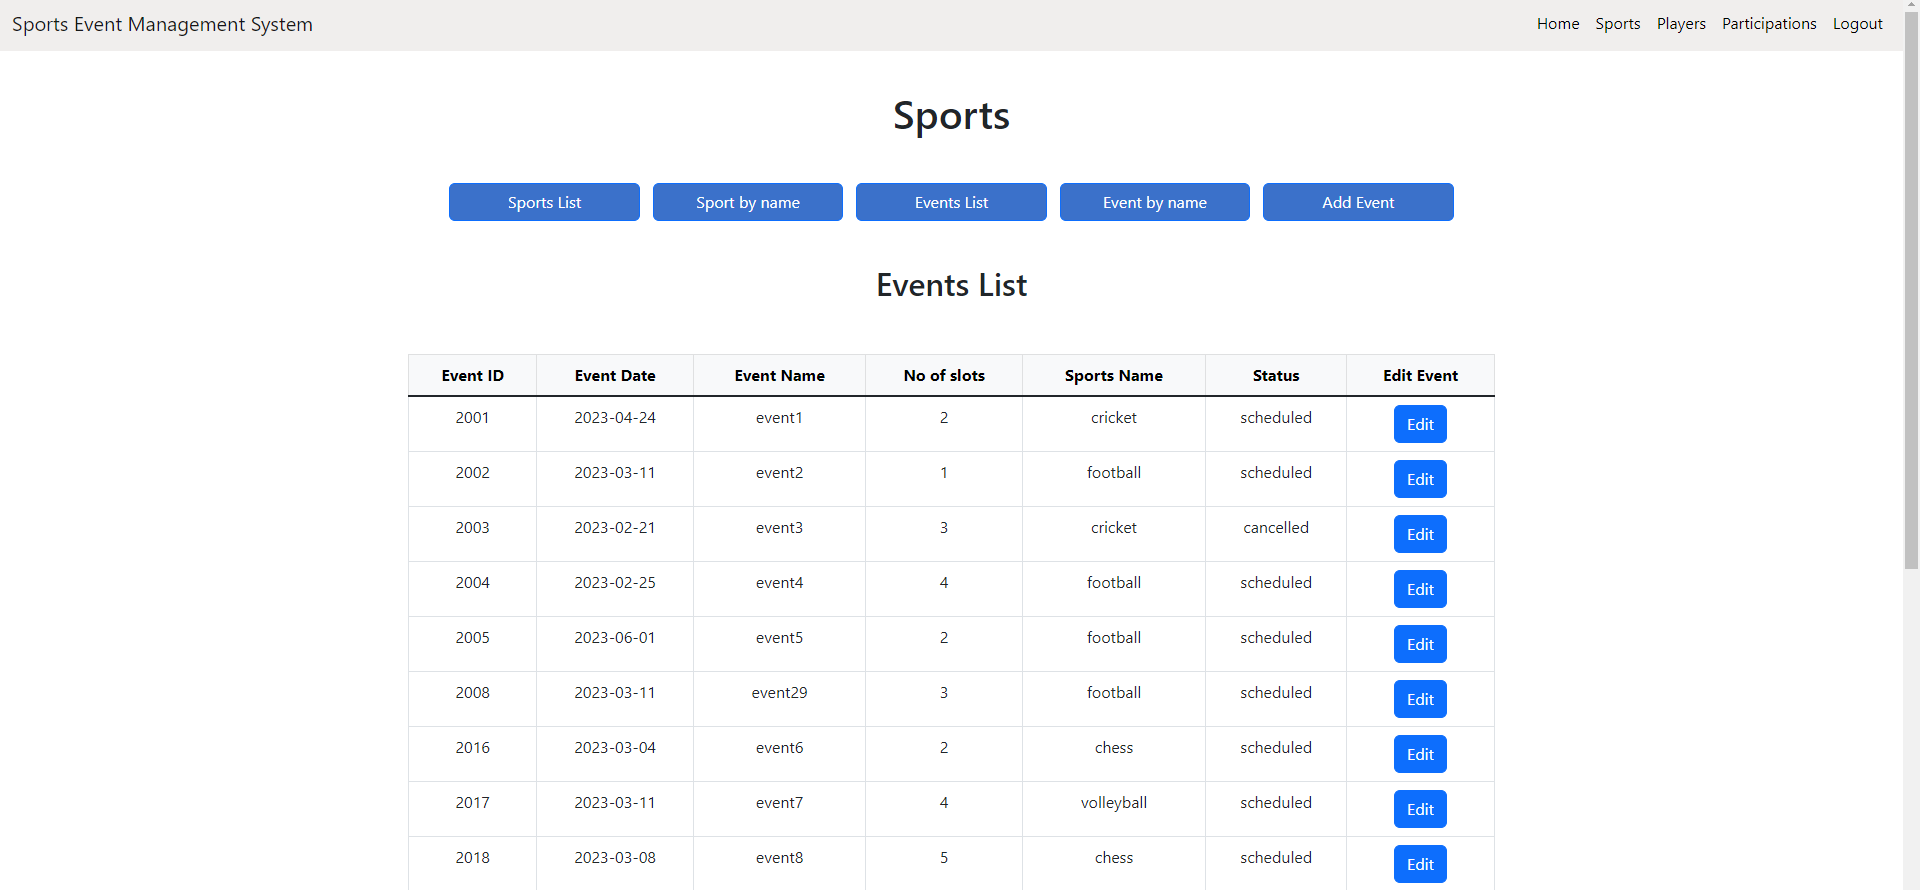 Sports Event Management System Home Sports Players Participations Logout
Sports
Sports List Sport by name Events List Event by name Add Event
Events List
Event ID Event Date Event Name No of slots Sports Name Status Edit Event
2001 2023-04-24 event1 2 cricket scheduled Edit
2002 2023-03-11 event2 1 football scheduled Edit
2003 2023-02-21 event3 3 cricket cancelled Edit
2004 2023-02-25 event4 4 football scheduled Edit
2005 2023-06-01 event5 2 football scheduled Edit
2008 2023-03-11 event29 3 football scheduled Edit
2016 2023-03-04 event6 2 chess scheduled Edit
2017 2023-03-11 event7 4 volleyball scheduled Edit
2018 2023-03-08 event8 5 chess scheduled Edit